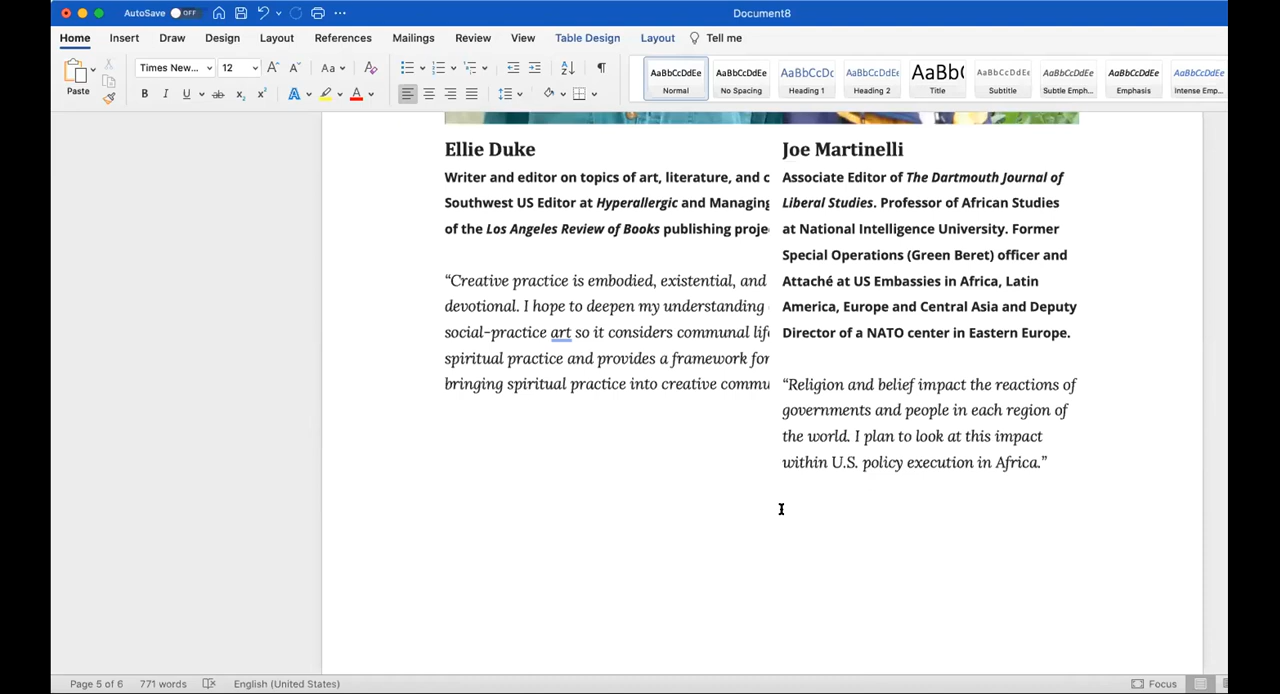 AutoSave OFF
Document8
Home Insert Draw Design Layout References Mailings Review View Table Design Layout Tell me
Paste
Times New... 12
Aa
AaBbCcDdEe AaBbCcDdEe AaBbCcDc AaBbCcDdEe AaBb( AaBbCcDdEe AaBbCcDdEe AaBbCcDdEe AaBbCcDdEe
Normal No Spacing Heading 1 Heading 2 Title Subtitle Subtle Emph... Emphasis Intense Emp...
B I U ab x₂ x² A A
Ellie Duke
Writer and editor on topics of art, literature, and c
Southwest US Editor at Hyperallergic and Managing
of the Los Angeles Review of Books publishing proje
“Creative practice is embodied, existential, and
devotional. I hope to deepen my understanding
social-practice art so it considers communal life
spiritual practice and provides a framework for
bringing spiritual practice into creative commu
Joe Martinelli
Associate Editor of The Dartmouth Journal of
Liberal Studies. Professor of African Studies
at National Intelligence University. Former
Special Operations (Green Beret) officer and
Attaché at US Embassies in Africa, Latin
America, Europe and Central Asia and Deputy
Director of a NATO center in Eastern Europe.
“Religion and belief impact the reactions of
governments and people in each region of
the world. I plan to look at this impact
within U.S. policy execution in Africa.”
Page 5 of 6 771 words English (United States) Focus